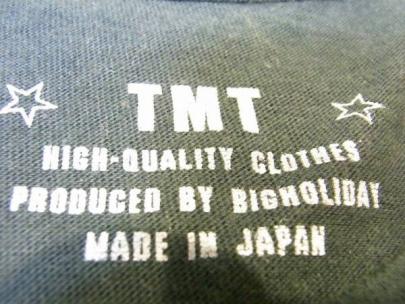 TMT
HIGH-QUALITY CLOTHES
PRODUCED BY BIGHOLIDAY
MADE IN JAPAN